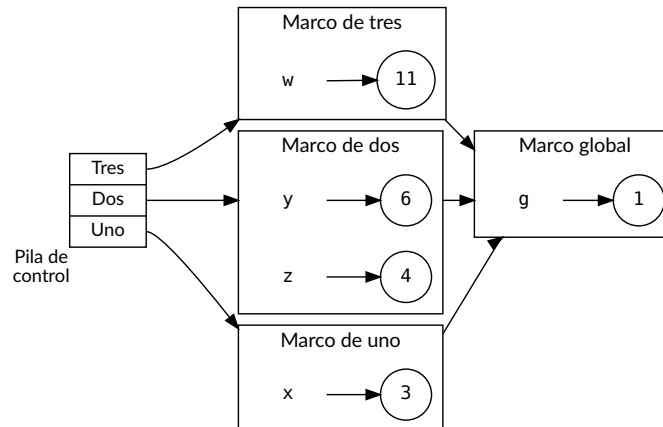 Marco de tres
w 11
Tres
Dos
Uno
Pila de
control
Marco de dos
y 6
z 4
Marco global
g 1
Marco de uno
x 3